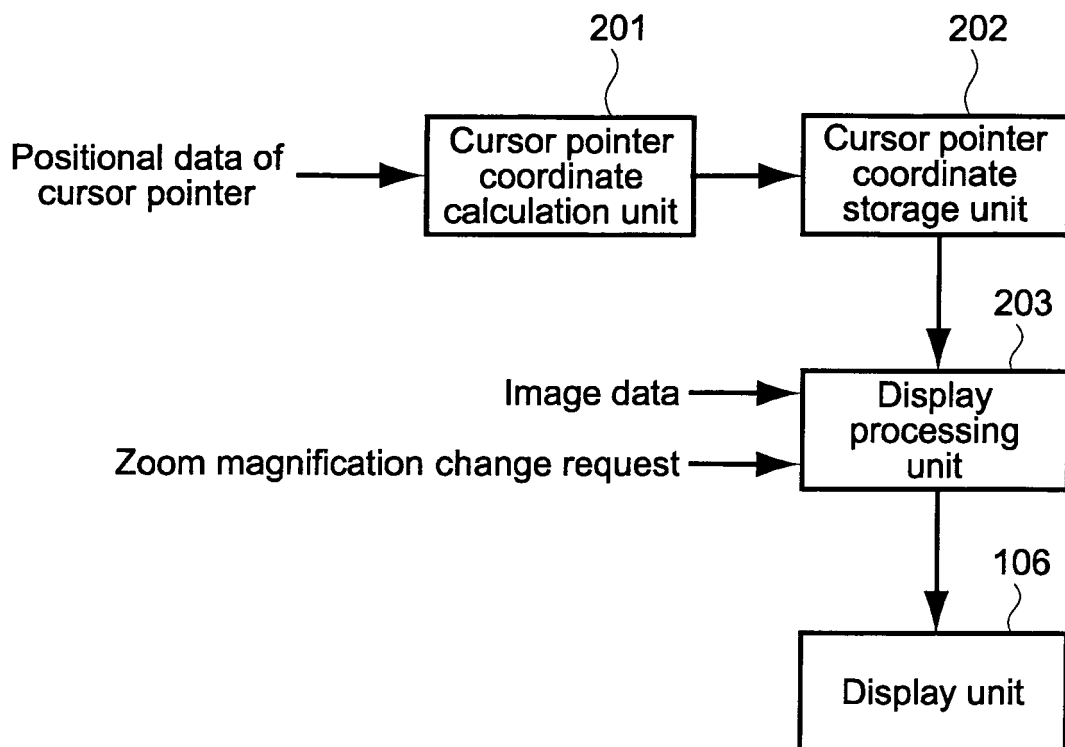 201
202
Positional data of
cursor pointer
Cursor pointer
coordinate
calculation unit
Cursor pointer
coordinate
storage unit
203
Image data
Zoom magnification change request
Display
processing
unit
106
Display unit